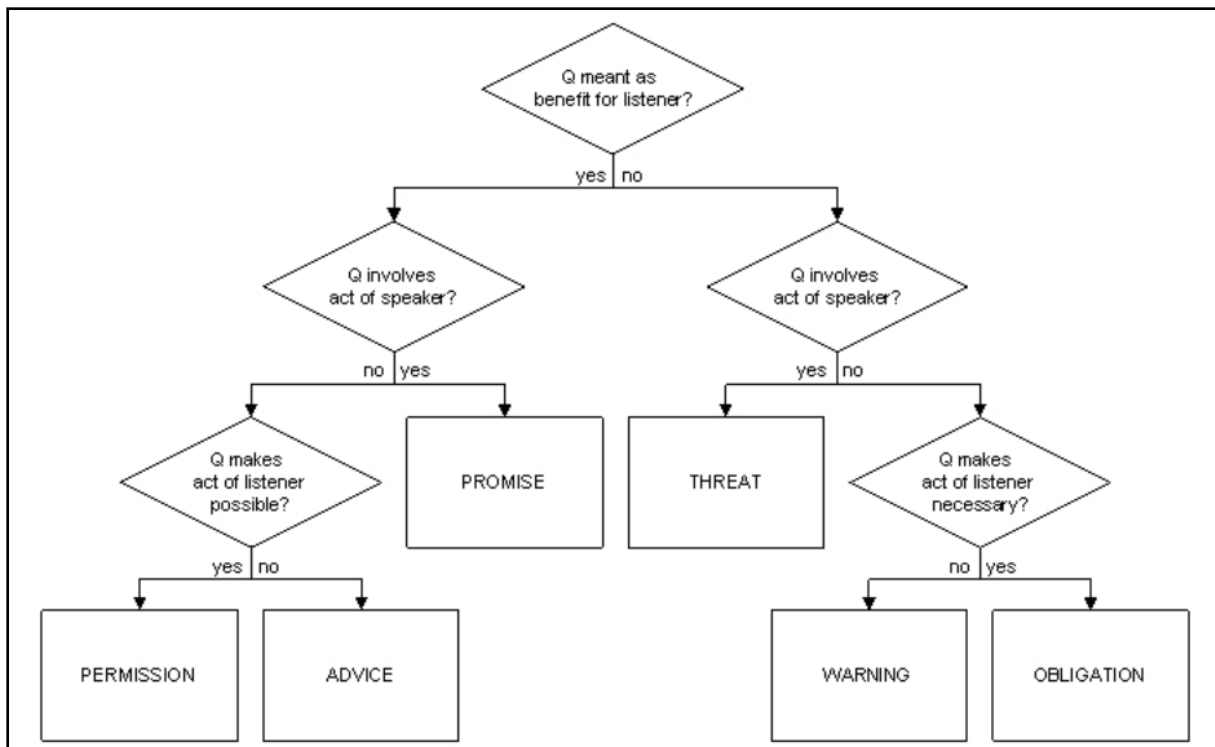 Q meant as
benefit for listener?
yes no
Q involves
act of speaker?
Q involves
act of speaker?
no yes
yes no
Q makes
act of listener
possible?
PROMISE
THREAT
Q makes
act of listener
necessary?
yes no
no yes
PERMISSION
ADVICE
WARNING
OBLIGATION